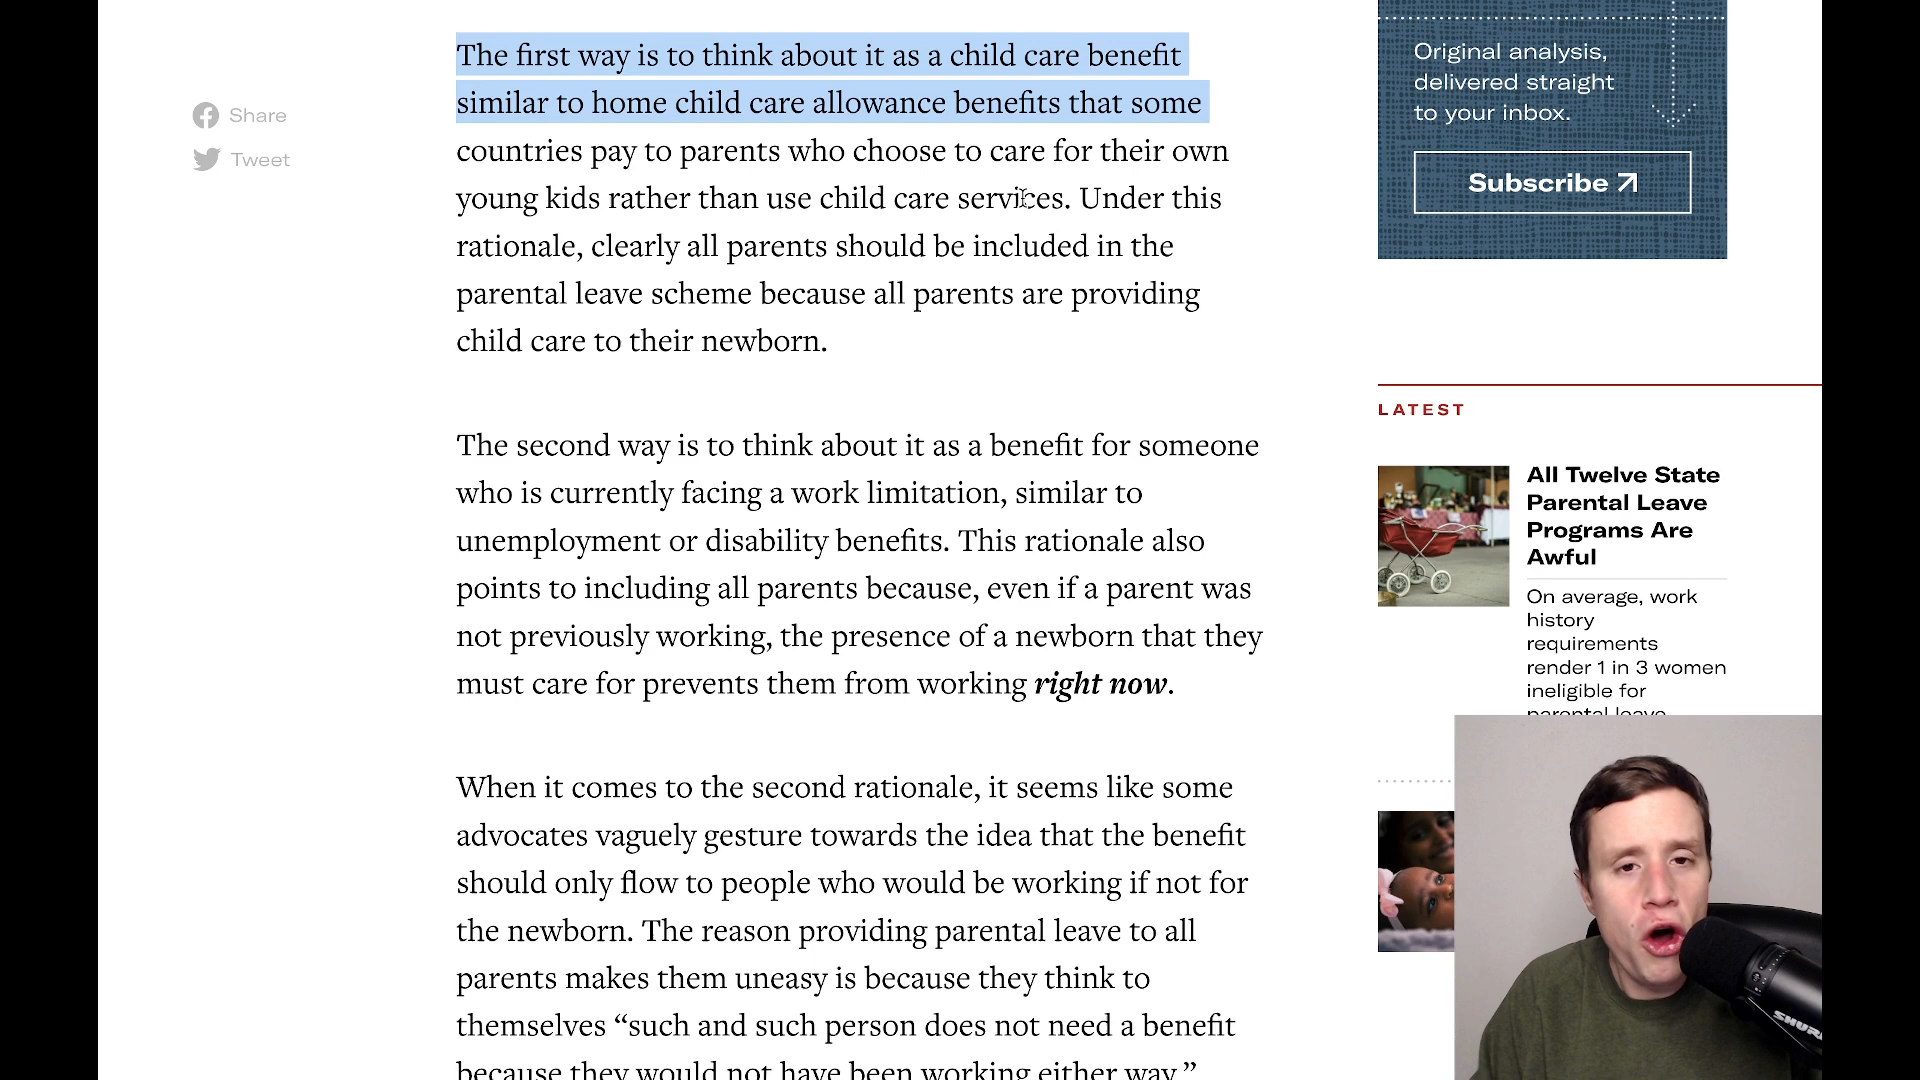 The first way is to think about it as a child care benefit
similar to home child care allowance benefits that some
countries pay to parents who choose to care for their own
young kids rather than use child care services. Under this
rationale, clearly all parents should be included in the
parental leave scheme because all parents are providing
child care to their newborn.
The second way is to think about it as a benefit for someone
who is currently facing a work limitation, similar to
unemployment or disability benefits. This rationale also
points to including all parents because, even if a parent was
not previously working, the presence of a newborn that they
must care for prevents them from working right now.
When it comes to the second rationale, it seems like some
advocates vaguely gesture towards the idea that the benefit
should only flow to people who would be working if not for
the newborn. The reason providing parental leave to all
parents makes them uneasy is because they think to
themselves “such and such person does not need a benefit
because they would not have been working either way.”
Share
Tweet
Original analysis,
delivered straight
to your inbox.
Subscribe
LATEST
All Twelve State
Parental Leave
Programs Are
Awful
On average, work
history
requirements
render 1 in 3 women
ineligible for
parental leave
SHURE